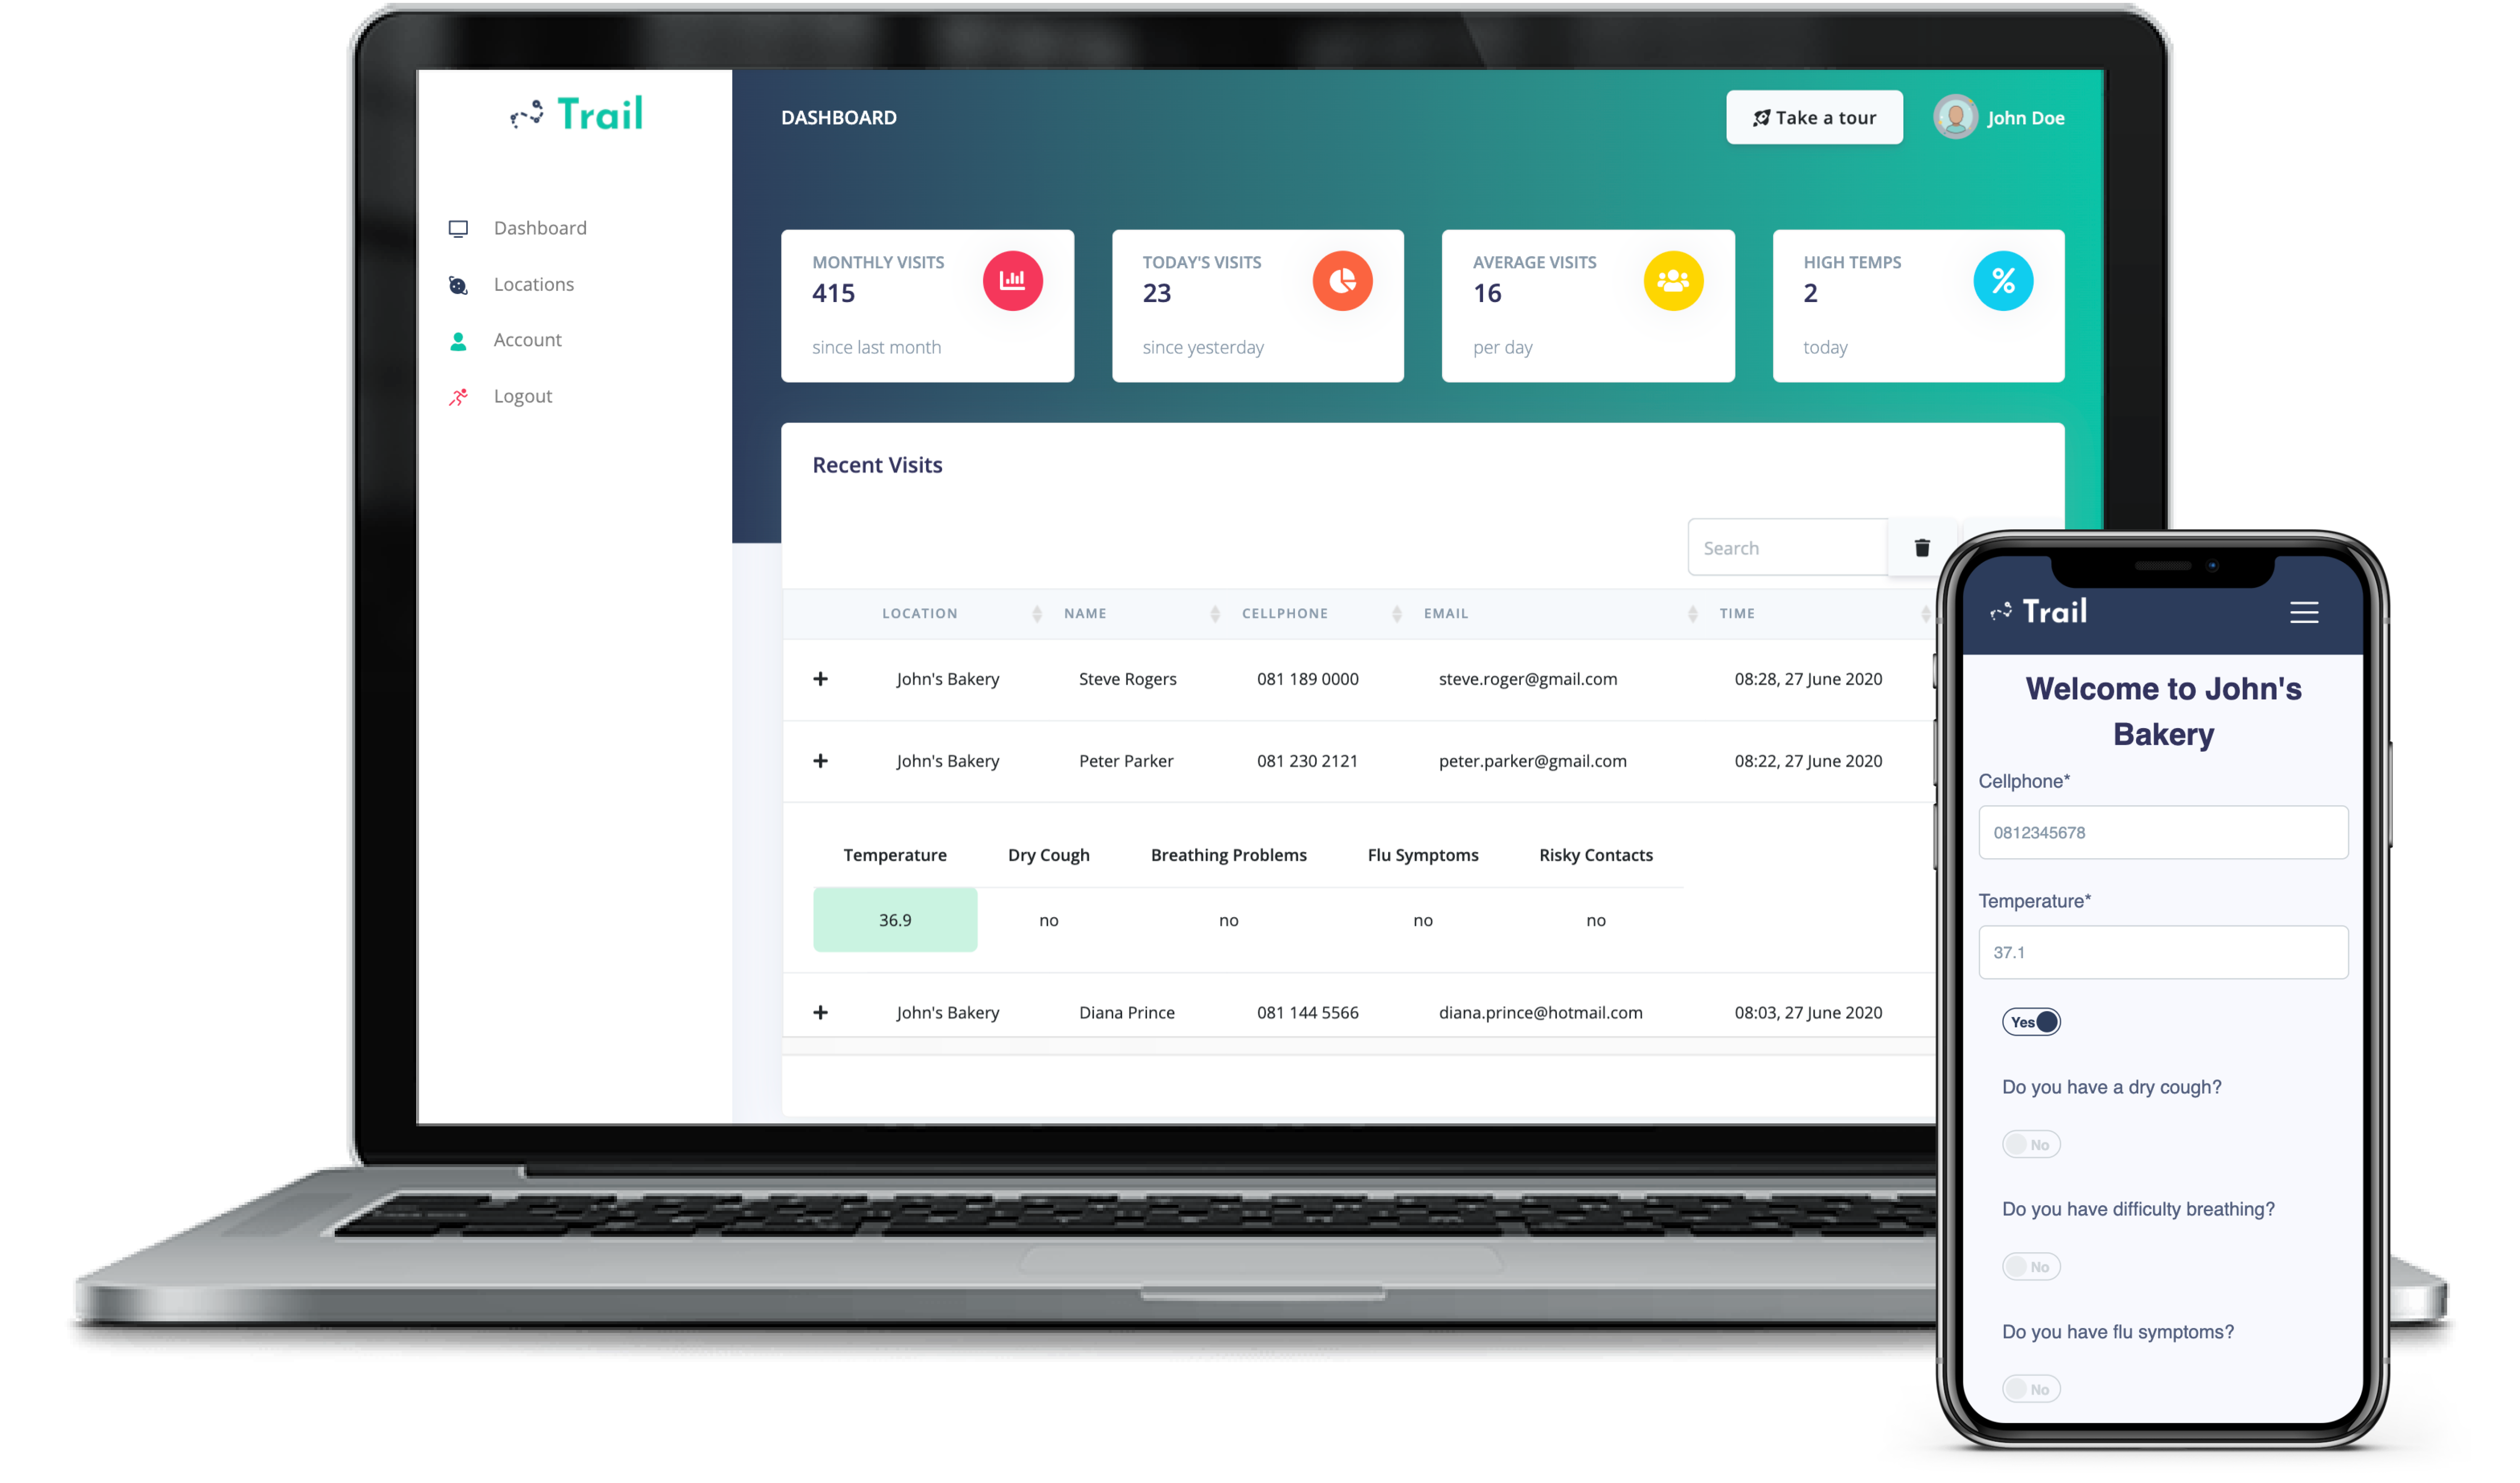 Trail
DASHBOARD
Take a tour
John Doe
Dashboard
Locations
Account
Logout
MONTHLY VISITS
415
since last month
TODAY'S VISITS
23
since yesterday
AVERAGE VISITS
16
per day
HIGH TEMPS
2
today
Recent Visits
Search
LOCATION NAME CELLPHONE EMAIL TIME
John's Bakery Steve Rogers 081 189 0000 steve.roger@gmail.com 08:28, 27 June 2020
John's Bakery Peter Parker 081 230 2121 peter.parker@gmail.com 08:22, 27 June 2020
Temperature Dry Cough Breathing Problems Flu Symptoms Risky Contacts
36.9 no no no no
John's Bakery Diana Prince 081 144 5566 diana.prince@hotmail.com 08:03, 27 June 2020
Trail
Welcome to John's
Bakery
Cellphone*
0812345678
Temperature*
37.1
Yes
Do you have a dry cough?
No
Do you have difficulty breathing?
No
Do you have flu symptoms?
No